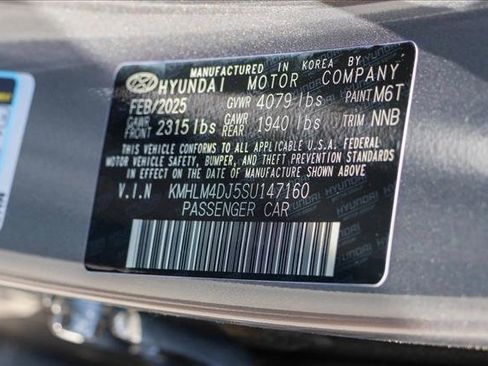 MANUFACTURED IN KOREA BY
HYUNDAI MOTOR COMPANY
FEB/2025 GVWR 4079 lbs PAINT M6T
GAWR FRONT 2315 lbs GAWR REAR 1940 lbs TRIM NNB
THIS VEHICLE CONFORMS TO ALL APPLICABLE U.S.A. FEDERAL
MOTOR VEHICLE SAFETY, BUMPER, AND THEFT PREVENTION STANDARDS
IN EFFECT ON THE DATE OF MANUFACTURE SHOWN ABOVE.
V.I.N KMHLM4DJ5SU147160
PASSENGER CAR